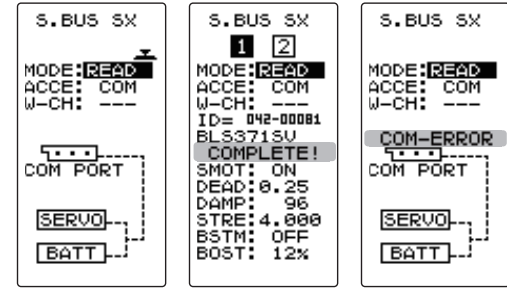 S.BUS SX
MODE:READ
ACCE: COM
W-CH: ---
COM PORT
SERVO
BATT
S.BUS SX
1 2
MODE:READ
ACCE: COM
W-CH: ---
ID= 042-00081
BLS371SV
COMPLETE!
SMOT: ON
DEAD:0.25
DAMP: 96
STRE:4.000
BSTM: OFF
BOST: 12%
S.BUS SX
MODE:READ
ACCE: COM
W-CH: ---
COM-ERROR
COM PORT
SERVO
BATT